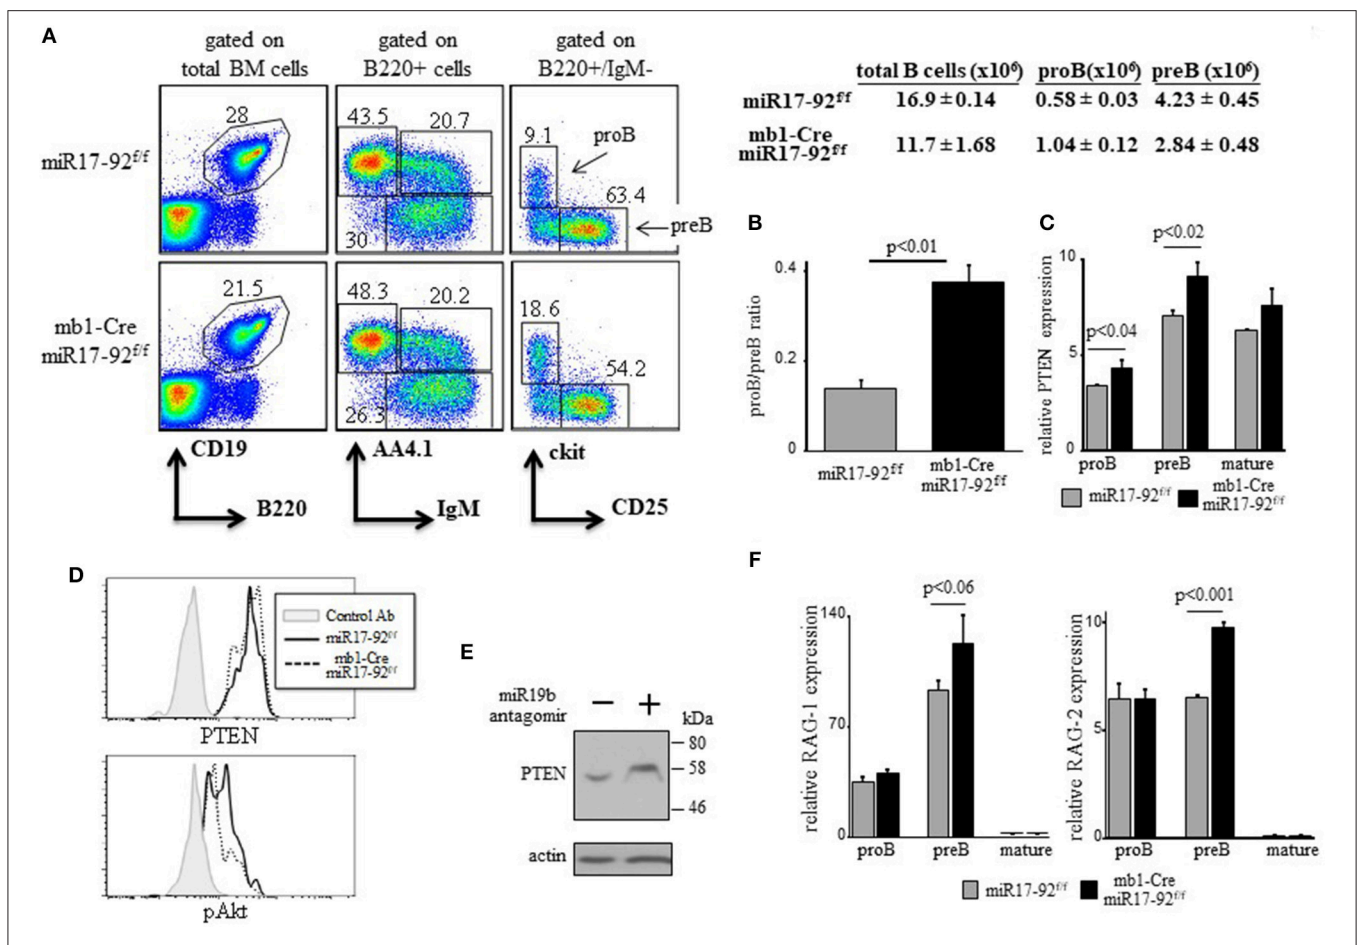 A
gated on
total BM cells
gated on
B220+ cells
gated on
B220+/IgM-
miR17-92f/f
28
43.5
20.7
30
9.1
proB
63.4
preB
mb1-Cre
miR17-92f/f
21.5
48.3
20.2
26.3
18.6
54.2
CD19
B220
AA4.1
IgM
ckit
CD25
total B cells (x10⁶) proB(x10⁶) preB (x10⁶)
miR17-92f/f 16.9 ± 0.14 0.58 ± 0.03 4.23 ± 0.45
mb1-Cre
miR17-92f/f 11.7 ± 1.68 1.04 ± 0.12 2.84 ± 0.48
B
p<0.01
proB/preB ratio
0.4
0.2
0
miR17-92f/f
mb1-Cre
miR17-92f/f
C
p<0.02
p<0.04
relative PTEN expression
10
5
0
proB preB mature
miR17-92f/f
mb1-Cre
miR17-92f/f
D
Control Ab
miR17-92f/f
mb1-Cre
miR17-92f/f
PTEN
pAkt
E
miR19b
antagomir
− +
kDa
PTEN
80
58
46
actin
F
p<0.06
relative RAG-1 expression
140
70
0
proB preB mature
p<0.001
relative RAG-2 expression
10
5
0
proB preB mature
miR17-92f/f
mb1-Cre
miR17-92f/f